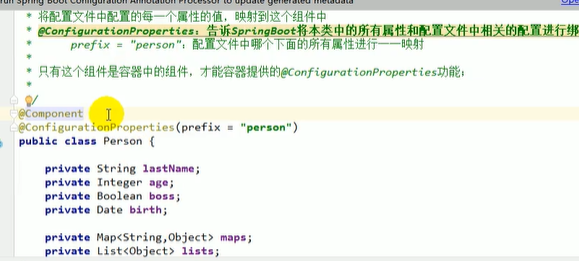 run Spring Boot Configuration Annotation Processor to update generated metadata
* 将配置文件中配置的每一个属性的值，映射到这个组件中
* @ConfigurationProperties：告诉SpringBoot将本类中的所有属性和配置文件中相关的配置进行绑
* prefix = "person"：配置文件中哪个下面的所有属性进行一一映射
*
* 只有这个组件是容器中的组件，才能容器提供的@ConfigurationProperties功能；
*
*/
@Component
@ConfigurationProperties(prefix = "person")
public class Person {
private String lastName;
private Integer age;
private Boolean boss;
private Date birth;
private Map<String,Object> maps;
private List<Object> lists;